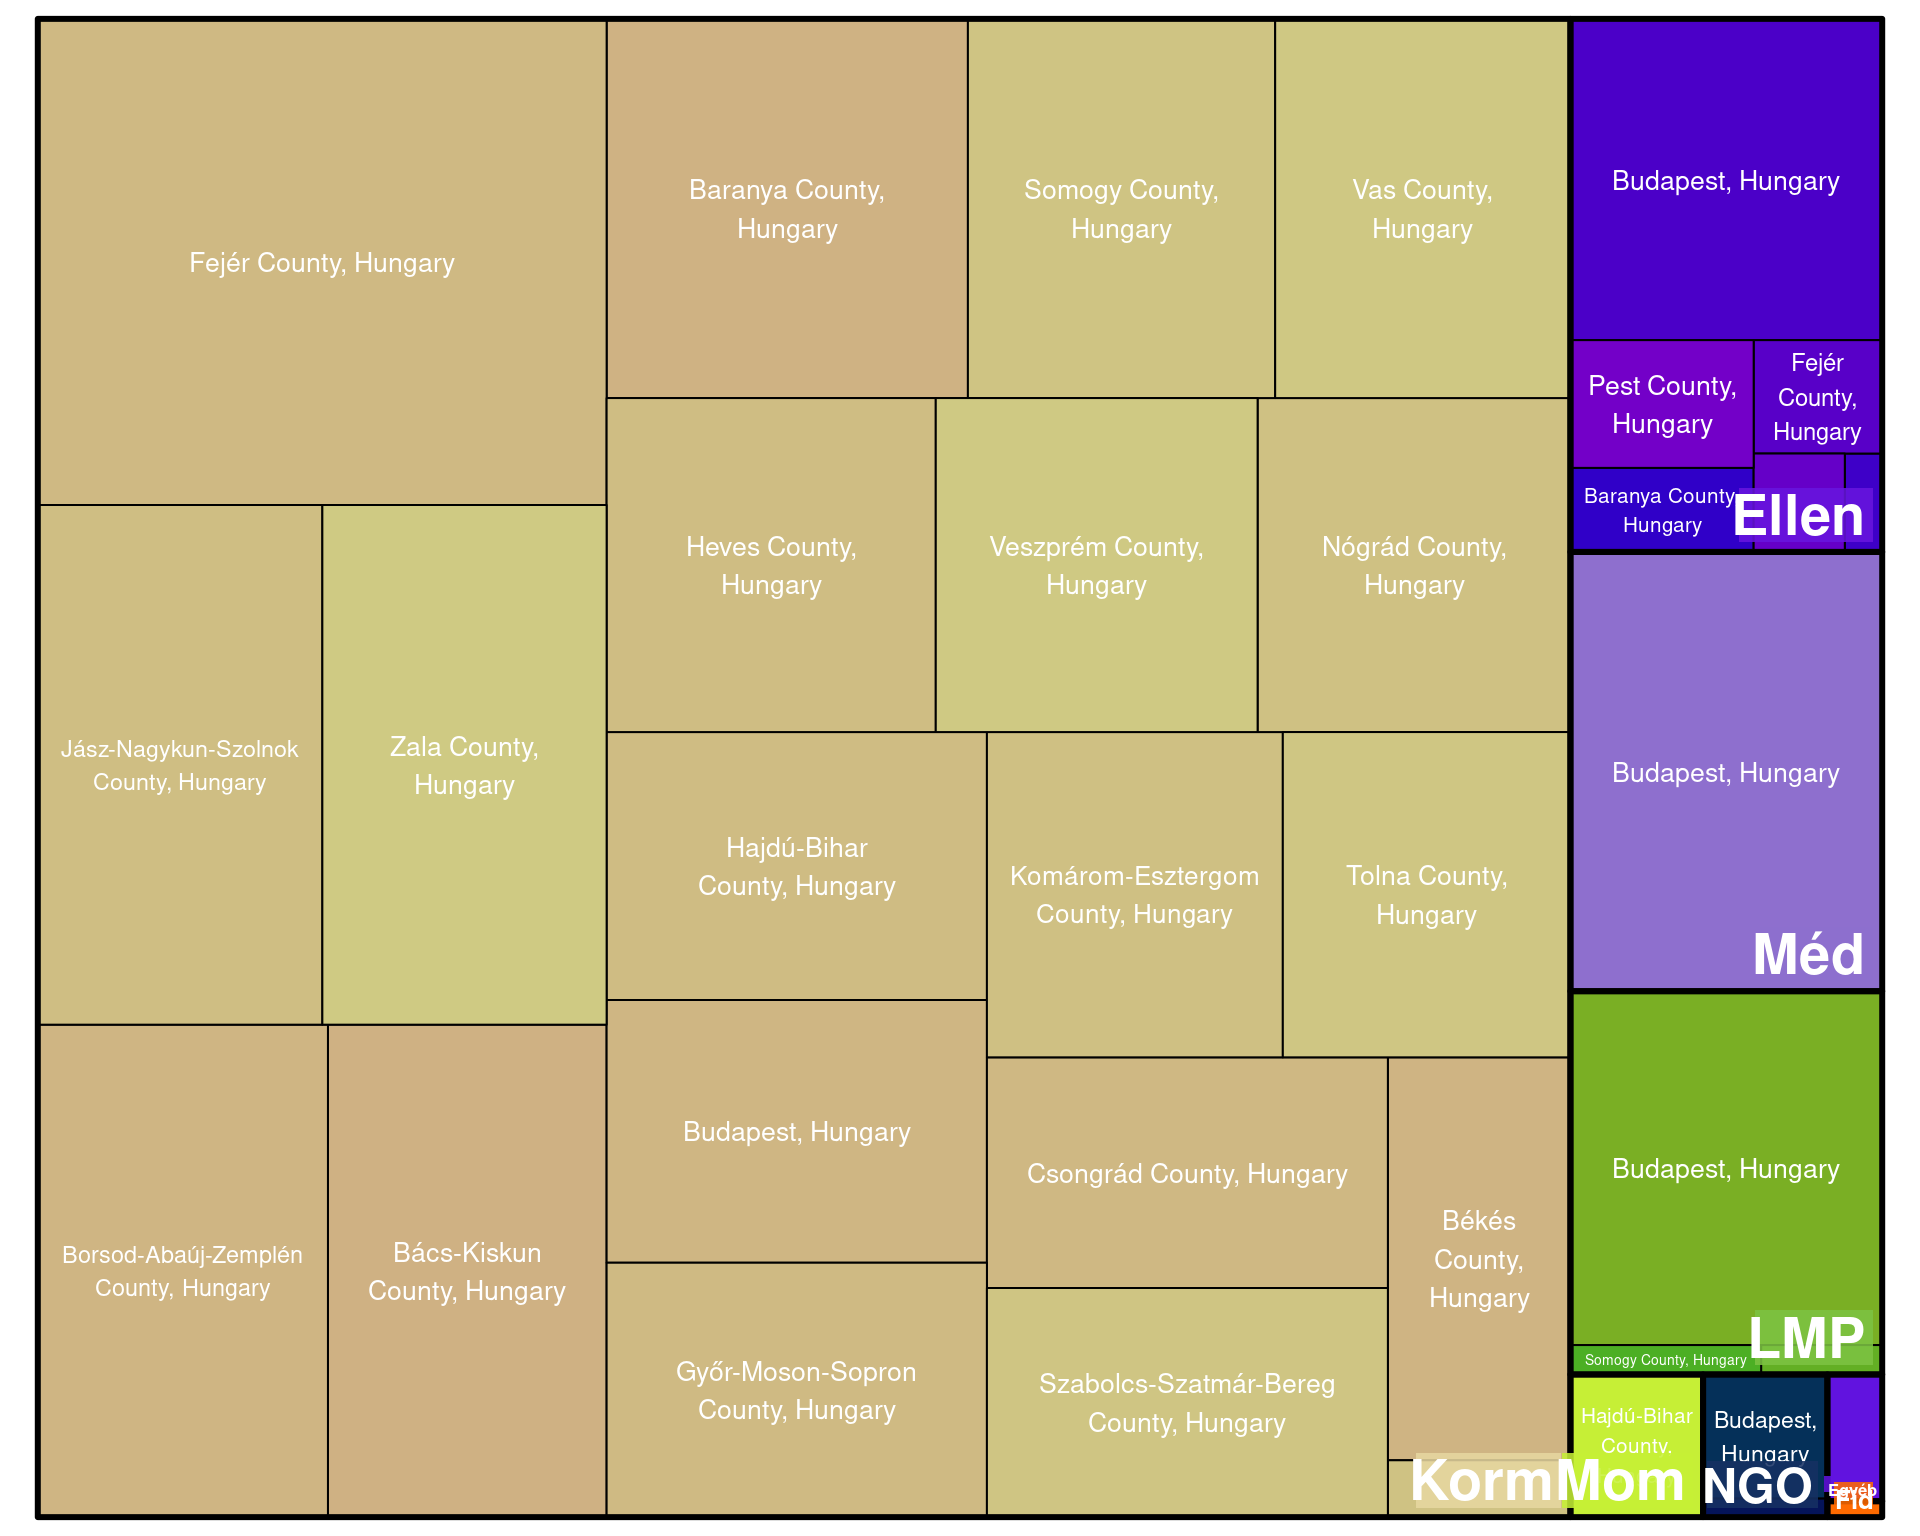 Fejér County, Hungary
Baranya County,
Hungary
Somogy County,
Hungary
Vas County,
Hungary
Jász-Nagykun-Szolnok
County, Hungary
Zala County,
Hungary
Heves County,
Hungary
Veszprém County,
Hungary
Nógrád County,
Hungary
Hajdú-Bihar
County, Hungary
Komárom-Esztergom
County, Hungary
Tolna County,
Hungary
Borsod-Abaúj-Zemplén
County, Hungary
Bács-Kiskun
County, Hungary
Budapest, Hungary
Csongrád County, Hungary
Békés
County,
Hungary
Győr-Moson-Sopron
County, Hungary
Szabolcs-Szatmár-Bereg
County, Hungary
Korm
Budapest, Hungary
Pest County,
Hungary
Fejér
County,
Hungary
Baranya County
Hungary
Ellen
Budapest, Hungary
Méd
Budapest, Hungary
Somogy County, Hungary
LMP
Hajdú-Bihar
County.
Mom
Budapest,
Hungary
NGO
Egyéb
Fid